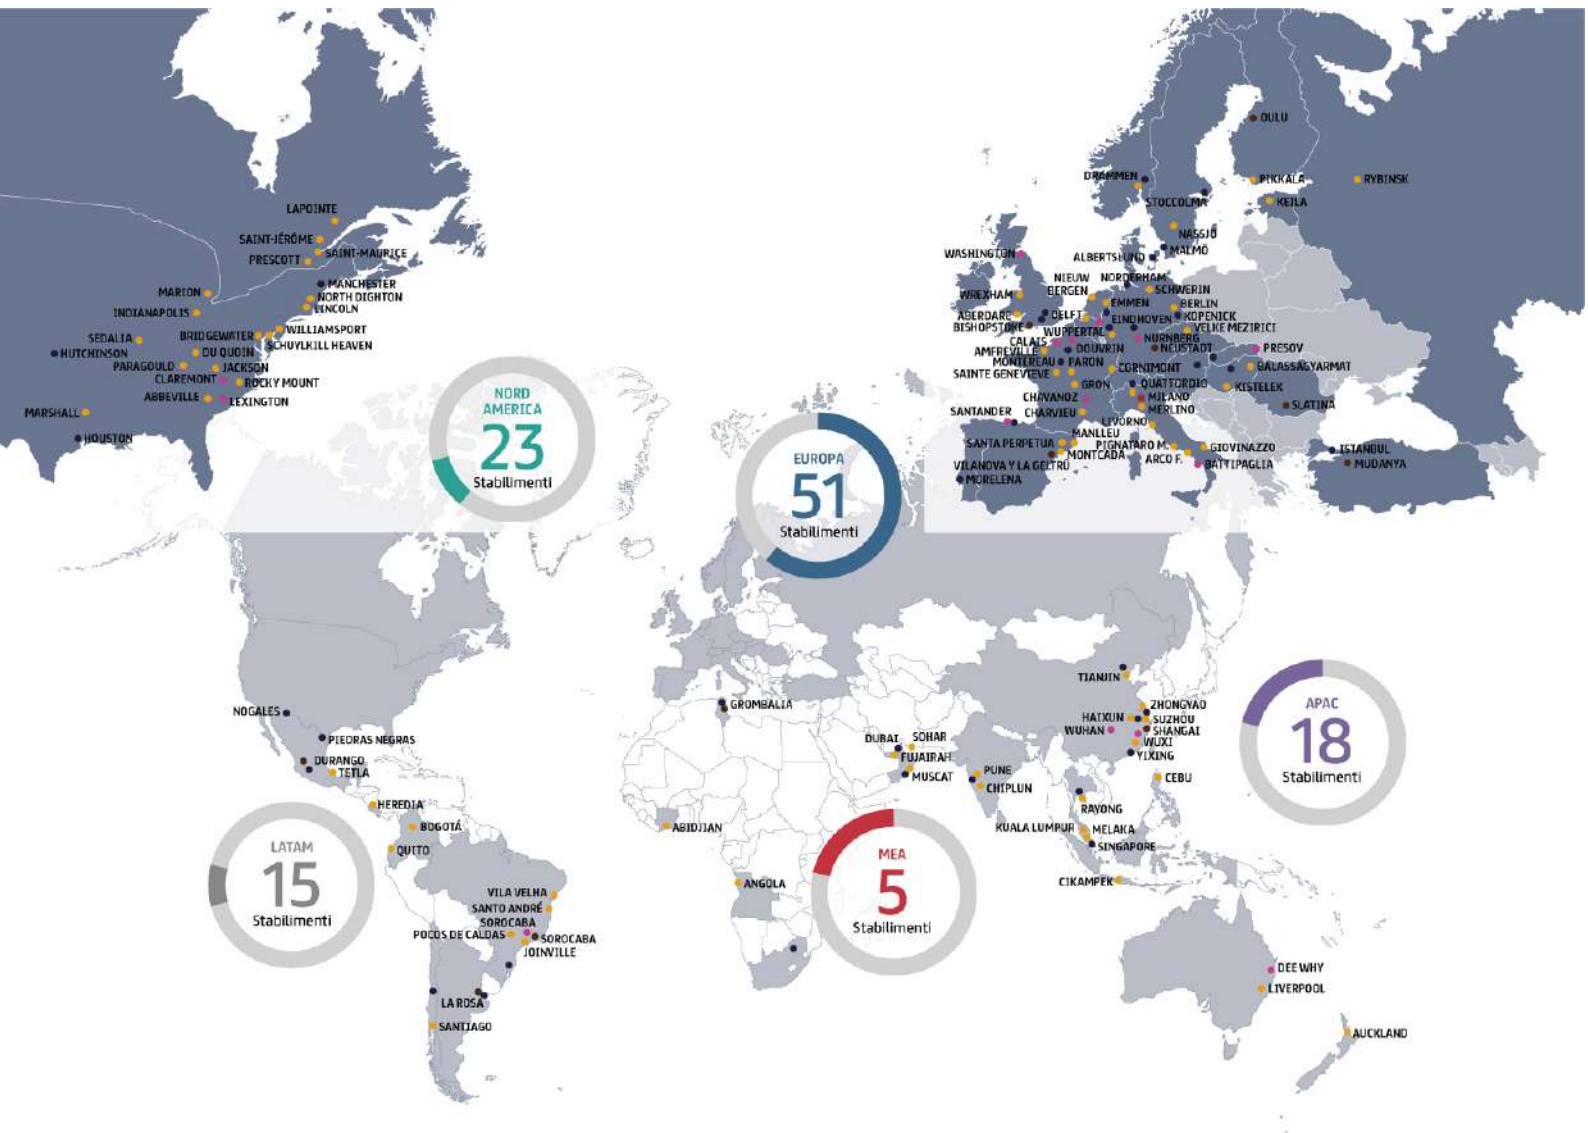 OULU
DRAMMEN
PIKKALA
RYBINSK
STOCCOLMA
KEILA
LAPOINTE
NASSJÖ
SAINT-JÉRÔME
SAINT-MAURICE
MALMÖ
PRESCOTT
WASHINGTON
ALBERTSLUND
MANCHESTER
NIEUW
BERGEN
NORDERHAM
MARION
NORTH DIGHTON
WREXHAM
SCHWERIN
LINCOLN
EMMEN
BERLIN
INDIANAPOLIS
ABERDARE
DELFT
EINDHOVEN
KOPENICK
BISHOPSTOKE
WILLIAMSPORT
WUPPERTAL
VELKE MEZIRICI
SEDALIA
BRIDGEWATER
NURNBERG
CALAIS
SCHUYLKILL HEAVEN
HUTCHINSON
DU QUOIN
AMFREVILLE
DOUVRIN
NEUSTADT
PRESOV
MONTEREAU
PARON
PARAGOULD
JACKSON
CORNIMONT
BALASSAGYARMAT
SAINTE GENEVIEVE
CLAREMONT
ROCKY MOUNT
GRON
QUATTORDIO
KISTELEK
ABBEVILLE
LEXINGTON
CHAVANOZ
MILANO
SLATINA
MARSHALL
SANTANDER
CHARVIEU
MERLINO
LIVORNO
HOUSTON
MANLLEU
SANTA PERPETUA
PIGNATARO M.
GIOVINAZZO
ISTANBUL
MONTCADA
ARCO F.
BATTIPAGLIA
MUDANYA
VILANOVA Y LA GELTRÙ
MORELENA
NORD
AMERICA
23
Stabilimenti
EUROPA
51
Stabilimenti
TIANJIN
NOGALES
GROMBALIA
ZHONGYAO
HAIXUN
SUZHOU
WUHAN
SHANGAI
WUXI
YIXING
PIEDRAS NEGRAS
DUBAI
SOHAR
FUJAIRAH
MUSCAT
DURANGO
TETLA
PUNE
CHIPLUN
CEBU
APAC
18
Stabilimenti
HEREDIA
RAYONG
BOGOTÁ
ABIDJIAN
KUALA LUMPUR
MELAKA
QUITO
SINGAPORE
LATAM
15
Stabilimenti
MEA
5
Stabilimenti
CIKAMPEK
ANGOLA
VILA VELHA
SANTO ANDRÉ
SOROCABA
POCOS DE CALDAS
SOROCABA
JOINVILLE
DEE WHY
LIVERPOOL
LA ROSA
SANTIAGO
AUCKLAND